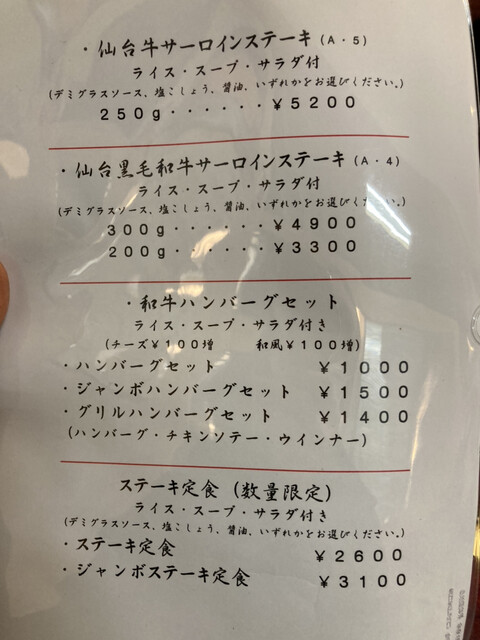 ・仙台牛サーロインステーキ(A・5)
ライス・スープ・サラダ付
(デミグラスソース、塩こしょう、醤油、いずれかをお選びください。)
250g・・・・・・¥5200
・仙台黒毛和牛サーロインステーキ(A・4)
ライス・スープ・サラダ付
(デミグラスソース、塩こしょう、醤油、いずれかをお選びください。)
300g・・・・・・¥4900
200g・・・・・・¥3300
・和牛ハンバーグセット
ライス・スープ・サラダ付き
(チーズ¥100増 和風¥100増)
・ハンバーグセット ¥1000
・ジャンボハンバーグセット ¥1500
・グリルハンバーグセット ¥1400
(ハンバーグ・チキンソテー・ウインナー)
ステーキ定食(数量限定)
ライス・スープ・サラダ付き
(デミグラスソース、塩こしょう、醤油、いずれかをお選びください。)
・ステーキ定食 ¥2600
・ジャンボステーキ定食 ¥3100